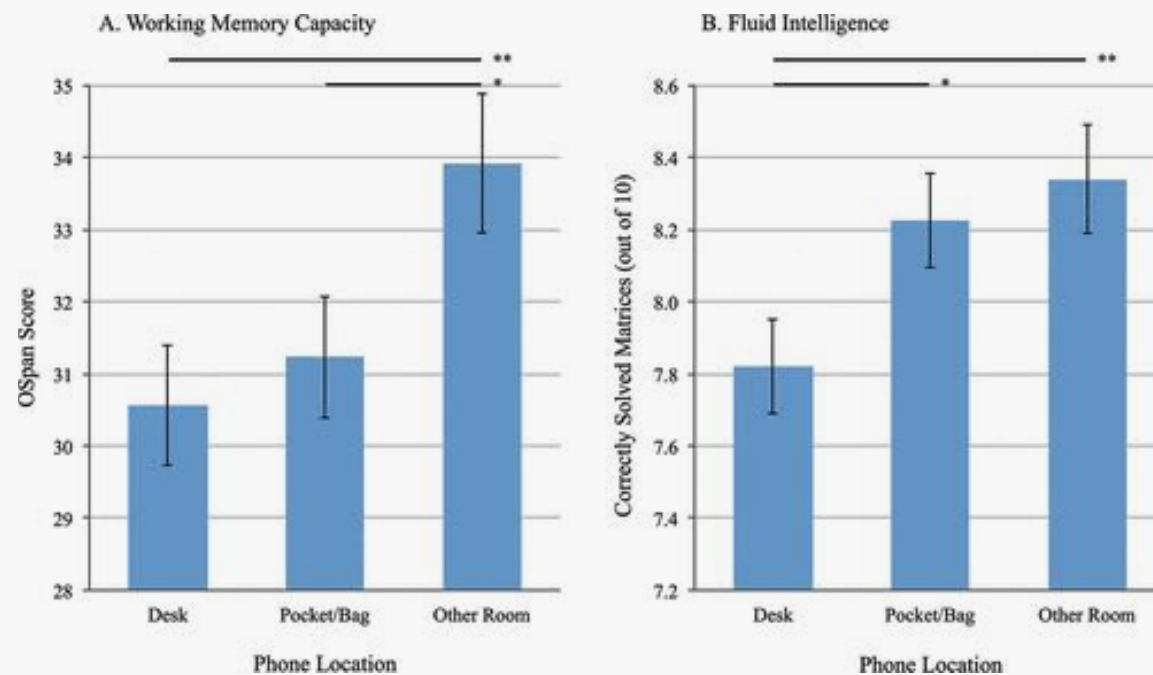 A. Working Memory Capacity
**
*
35
34
33
32
31
30
29
28
OSpan Score
Desk Pocket/Bag Other Room
Phone Location
B. Fluid Intelligence
**
*
8.6
8.4
8.2
8.0
7.8
7.6
7.4
7.2
Correctly Solved Matrices (out of 10)
Desk Pocket/Bag Other Room
Phone Location